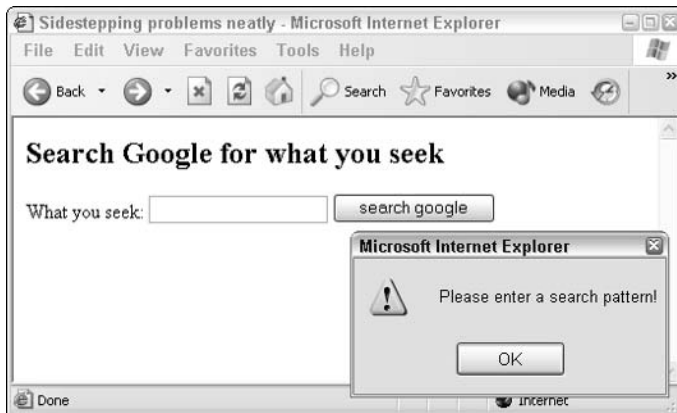 Sidestepping problems neatly - Microsoft Internet Explorer
File Edit View Favorites Tools Help
Back Search Favorites Media »
Search Google for what you seek
What you seek: search google
Microsoft Internet Explorer
Please enter a search pattern!
OK
Done Internet